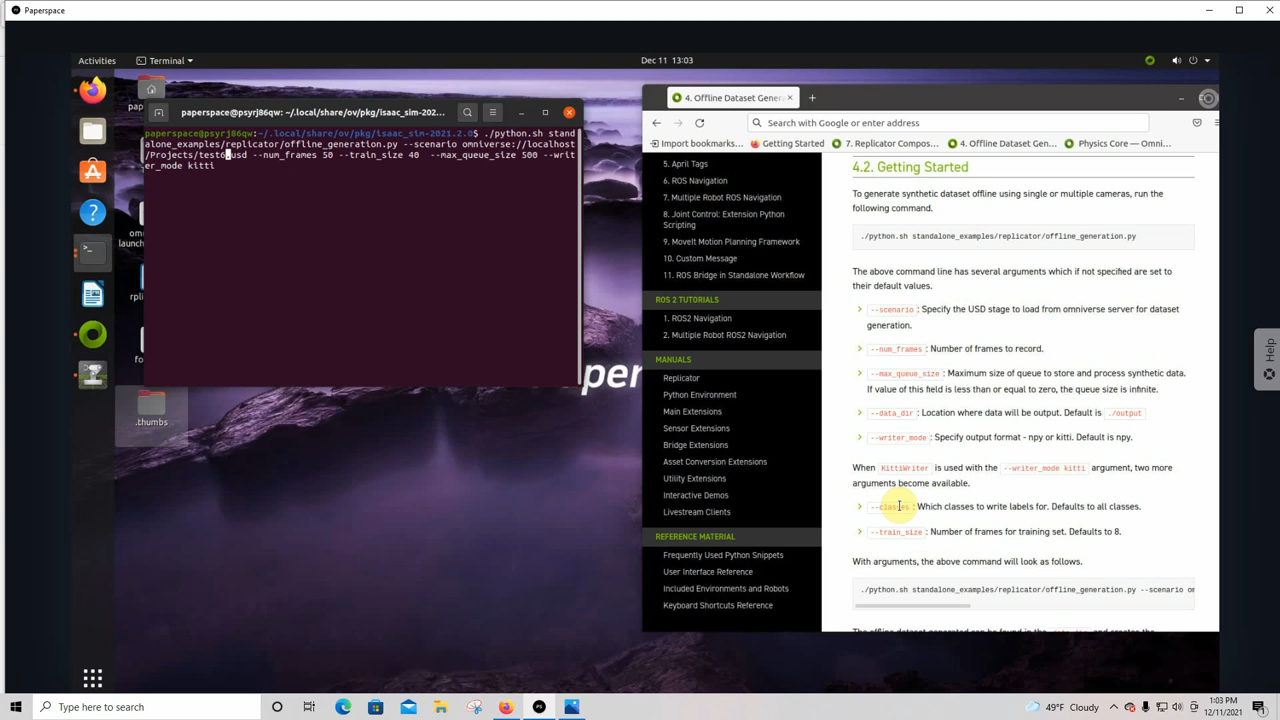 Paperspace
Activities
Terminal
Dec 11 13:03
paperspace@psyrj86qw: ~/.local/share/ov/pkg/isaac_sim-202...
paperspace@psyrj86qw:~/.local/share/ov/pkg/isaac_sim-2021.2.0$ ./python.sh stand
alone_examples/replicator/offline_generation.py --scenario omniverse://localhost
/Projects/testd.usd --num_frames 50 --train_size 40  --max_queue_size 500 --writ
er_mode kitti
.thumbs
4. Offline Dataset Gener
Search with Google or enter address
Import bookmarks...
Getting Started
7. Replicator Compos...
4. Offline Dataset Gen...
Physics Core — Omni...
5. April Tags
6. ROS Navigation
7. Multiple Robot ROS Navigation
8. Joint Control: Extension Python
Scripting
9. MoveIt Motion Planning Framework
10. Custom Message
11. ROS Bridge in Standalone Workflow
ROS 2 TUTORIALS
1. ROS2 Navigation
2. Multiple Robot ROS2 Navigation
MANUALS
Replicator
Python Environment
Main Extensions
Sensor Extensions
Bridge Extensions
Asset Conversion Extensions
Utility Extensions
Interactive Demos
Livestream Clients
REFERENCE MATERIAL
Frequently Used Python Snippets
User Interface Reference
Included Environments and Robots
Keyboard Shortcuts Reference
4.2. Getting Started
To generate synthetic dataset offline using single or multiple cameras, run the
following command.
./python.sh standalone_examples/replicator/offline_generation.py
The above command line has several arguments which if not specified are set to
their default values.
--scenario : Specify the USD stage to load from omniverse server for dataset
generation.
--num_frames : Number of frames to record.
--max_queue_size : Maximum size of queue to store and process synthetic data.
If value of this field is less than or equal to zero, the queue size is infinite.
--data_dir : Location where data will be output. Default is ./output
--writer_mode : Specify output format - npy or kitti. Default is npy.
When KittiWriter is used with the --writer_mode kitti argument, two more
arguments become available.
--classes : Which classes to write labels for. Defaults to all classes.
--train_size : Number of frames for training set. Defaults to 8.
With arguments, the above command will look as follows.
./python.sh standalone_examples/replicator/offline_generation.py --scenario om
Help
Type here to search
49°F Cloudy
1:03 PM
12/11/2021